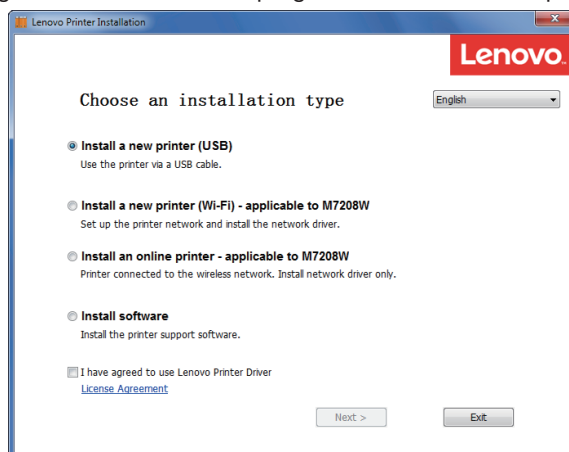 Lenovo Printer Installation
Lenovo.
Choose an installation type
English
Install a new printer (USB)
Use the printer via a USB cable.
Install a new printer (Wi-Fi) - applicable to M7208W
Set up the printer network and install the network driver.
Install an online printer - applicable to M7208W
Printer connected to the wireless network. Install network driver only.
Install software
Install the printer support software.
I have agreed to use Lenovo Printer Driver
License Agreement
Next >
Exit